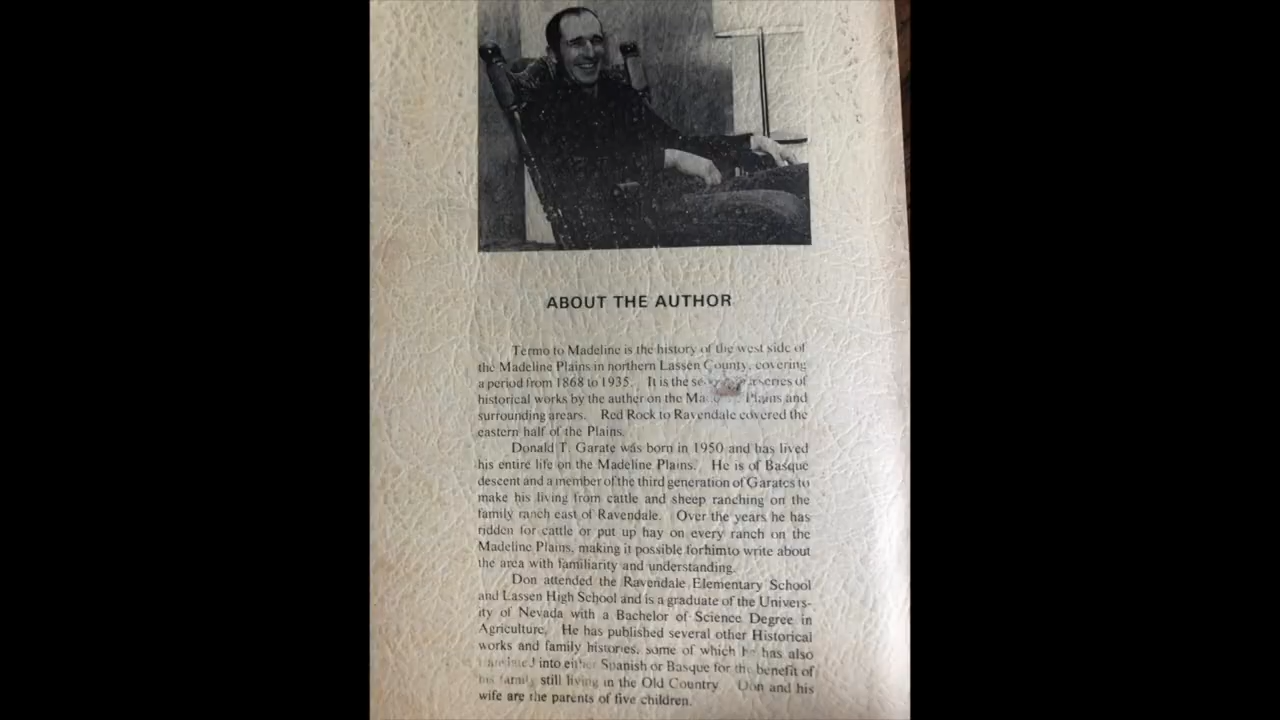 ABOUT THE AUTHOR
Termo to Madeline is the history of the west side of
the Madeline Plains in northern Lassen County, covering
a period from 1868 to 1935. It is the series of
historical works by the auther on the Plains and
surrounding arears. Red Rock to Ravendale covered the
eastern half of the Plains.
Donald T. Garate was born in 1950 and has lived
his entire life on the Madeline Plains. He is of Basque
descent and a member of the third generation of Garates to
make his living from cattle and sheep ranching on the
family ranch east of Ravendale. Over the years he has
ridden for cattle or put up hay on every ranch on the
Madeline Plains, making it possible forhimto write about
the area with familiarity and understanding.
Don attended the Ravendale Elementary School
and Lassen High School and is a graduate of the Univers-
ity of Nevada with a Bachelor of Science Degree in
Agriculture. He has published several other Historical
works and family histories, some of which he has also
into either Spanish or Basque for the benefit of
his family still living in the Old Country. Don and his
wife are the parents of five children.